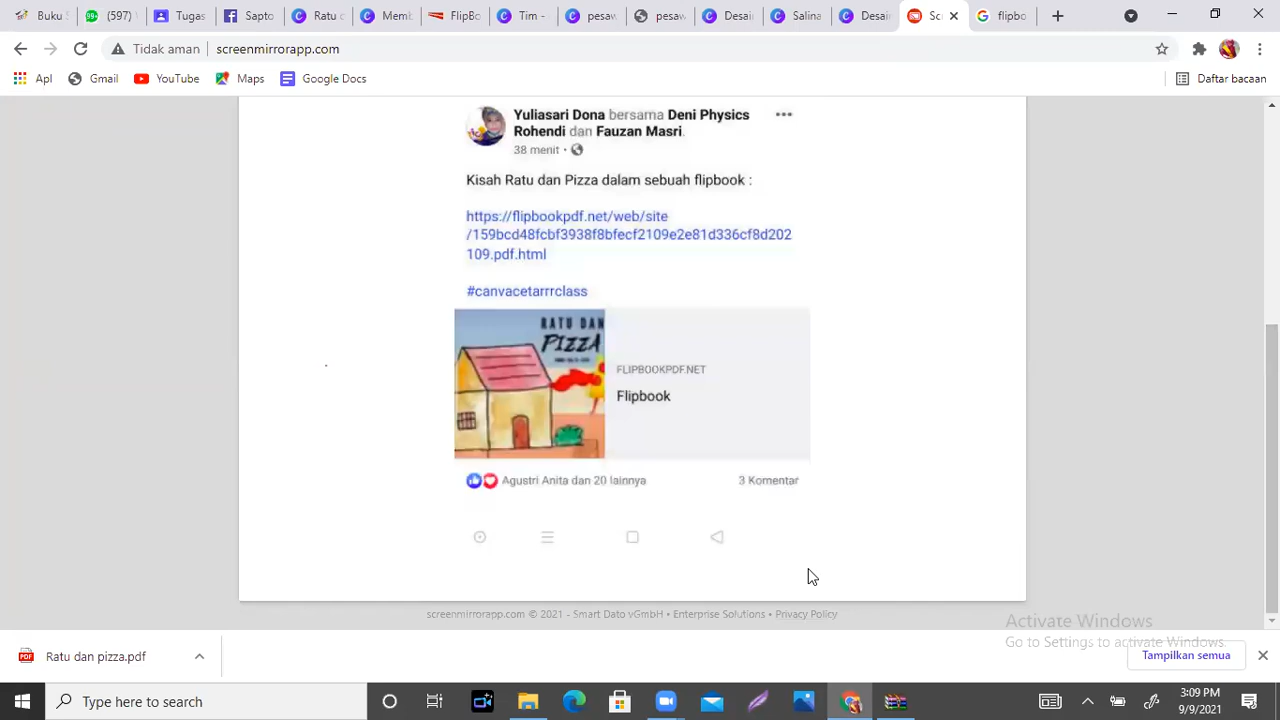 Buku S
(597)
Tugas
Sapto
Ratu c
Memb
FlipBo
Tim -
pesaw
pesaw
Desai
Salina
Desai
Scr
flipbo
Tidak aman
screenmirrorapp.com
Apl
Gmail
YouTube
Maps
Google Docs
Daftar bacaan
Yuliasari Dona bersama Deni Physics
Rohendi dan Fauzan Masri.
38 menit ·
Kisah Ratu dan Pizza dalam sebuah flipbook :
https://flipbookpdf.net/web/site
/159bcd48fcbf3938f8bfecf2109e2e81d336cf8d202
109.pdf.html
#canvacetarrrclass
RATU DAN
PIZZA
FLIPBOOKPDF.NET
Flipbook
Agustri Anita dan 20 lainnya
3 Komentar
screenmirrorapp.com © 2021 - Smart Dato vGmbH • Enterprise Solutions • Privacy Policy
Activate Windows
Go to Settings to activate Windows.
PDF
Ratu dan pizza.pdf
Tampilkan semua
Type here to search
3:09 PM
9/9/2021